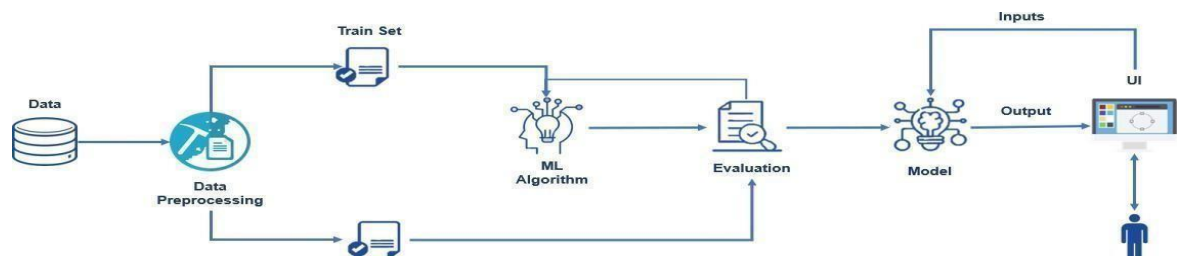 Inputs
Train Set
UI
Data
Output
ML
Algorithm
Evaluation
Model
Data
Preprocessing